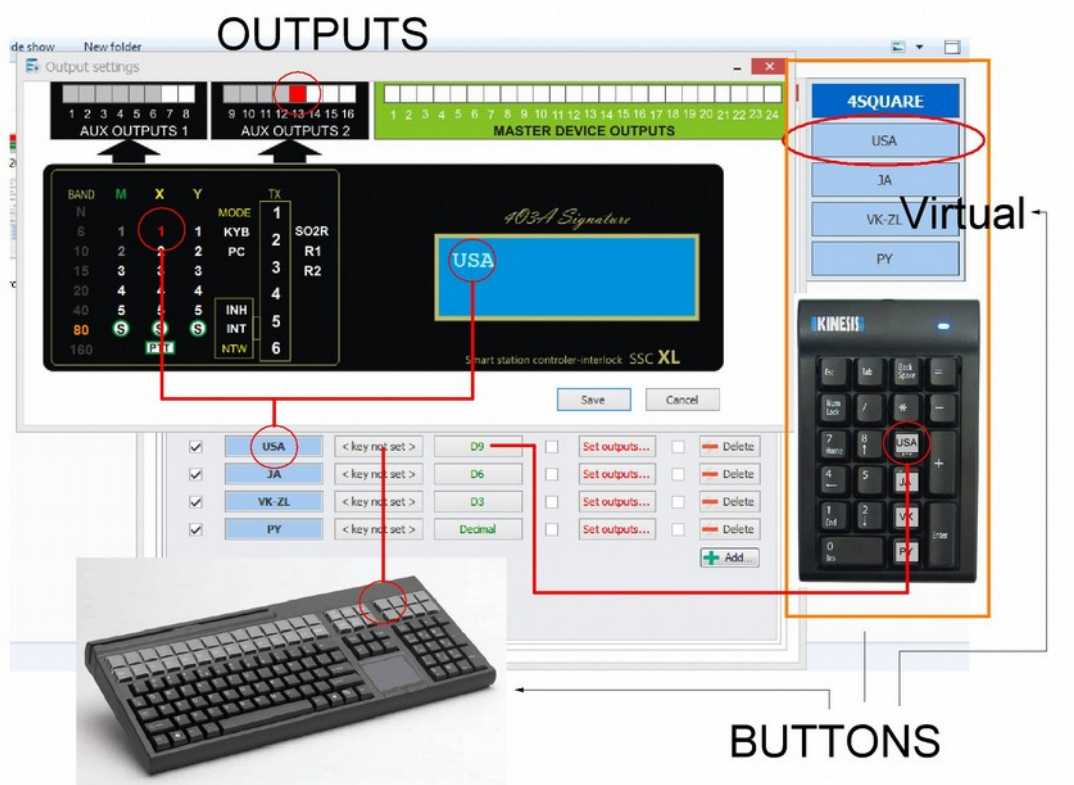 OUTPUTS
de show New folder
Output settings
1 2 3 4 5 6 7 8
AUX OUTPUTS 1
9 10 11 12 13 14 15 16
AUX OUTPUTS 2
1 2 3 4 5 6 7 8 9 10 11 12 13 14 15 16 17 18 19 20 21 22 23 24
MASTER DEVICE OUTPUTS
4SQUARE
USA
JA
VK-ZL
PY
Virtual
BAND M X Y TX
N MODE 1
6 1 1 1 KYB
10 2 2 2 PC 2 SO2R
R1
15 3 3 3 3 R2
20 4 4 4 4
40 5 5 5 INH
80 S S S INT 5
160 PTT NTW 6
403A Signature
USA
Smart station controler-interlock SSC XL
Save Cancel
USA < key not set > D9 Set outputs... Delete
JA < key not set > D6 Set outputs... Delete
VK-ZL < key not set > D3 Set outputs... Delete
PY < key not set > Decimal Set outputs... Delete
Add...
KINESIS
Esc Tab Back Space =
Num Lock / * -
7 Home 8 USA +
4 5 JA
1 End 2 VK Enter
0 Ins PY
BUTTONS